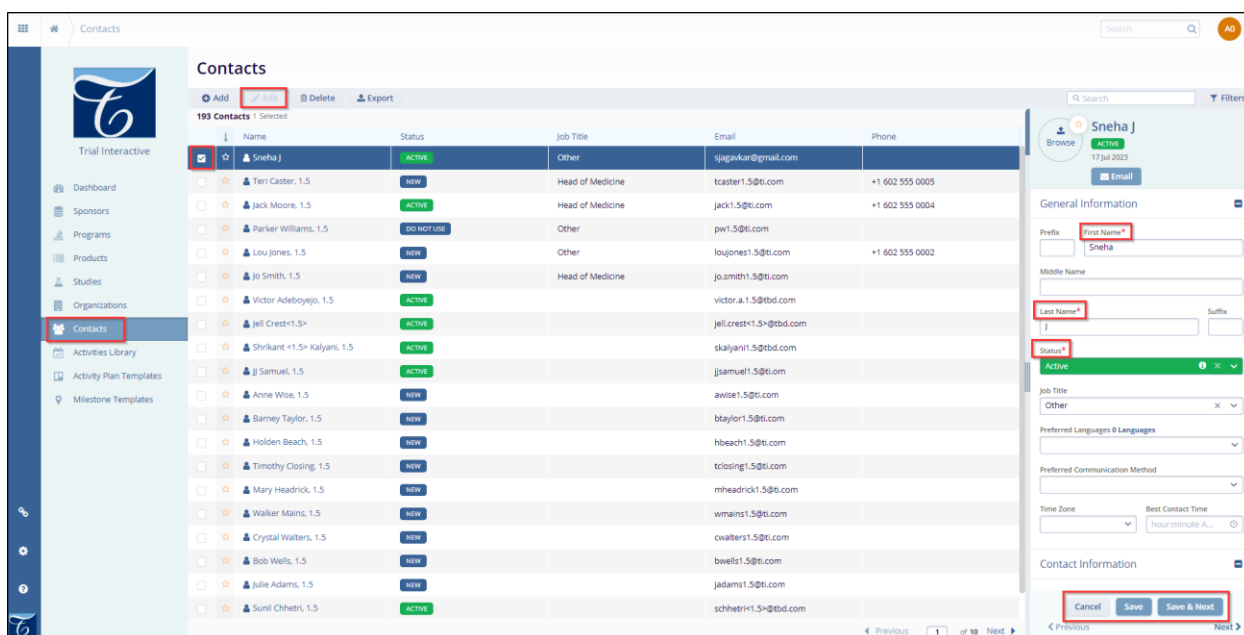 Contacts
Search
AO
Trial Interactive
Dashboard
Sponsors
Programs
Products
Studies
Organizations
Contacts
Activities Library
Activity Plan Templates
Milestone Templates
Contacts
Add Edit Delete Export
Search Filters
193 Contacts 1 Selected
Name Status Job Title Email Phone
Sneha J ACTIVE Other sjagavkar@gmail.com
Teri Caster, 1.5 NEW Head of Medicine tcaster1.5@ti.com +1 602 555 0005
Jack Moore, 1.5 ACTIVE Head of Medicine jack1.5@ti.com +1 602 555 0004
Parker Williams, 1.5 DO NOT USE Other pw1.5@ti.com
Lou Jones, 1.5 NEW Other loujones1.5@ti.com +1 602 555 0002
Jo Smith, 1.5 NEW Head of Medicine jo.smith1.5@ti.com
Victor Adeboyejo, 1.5 ACTIVE victor.a.1.5@tbd.com
Jell Crest<1.5> ACTIVE jell.crest<1.5>@tbd.com
Shrikant <1.5> Kalyani, 1.5 ACTIVE skalyani1.5@tbd.com
JJ Samuel, 1.5 ACTIVE jjsamuel1.5@ti.om
Anne Wise, 1.5 NEW awise1.5@ti.com
Barney Taylor, 1.5 NEW btaylor1.5@ti.com
Holden Beach, 1.5 NEW hbeach1.5@ti.com
Timothy Closing, 1.5 NEW tclosing1.5@ti.com
Mary Headrick, 1.5 NEW mheadrick1.5@ti.com
Walker Mains, 1.5 NEW wmains1.5@ti.com
Crystal Walters, 1.5 NEW cwalters1.5@ti.com
Bob Wells, 1.5 NEW bwells1.5@ti.com
Julie Adams, 1.5 NEW jadams1.5@ti.com
Sunil Chhetri, 1.5 ACTIVE schhetri<1.5>@tbd.com
Previous 1 of 10 Next
Browse
Sneha J
ACTIVE
17 Jul 2023
Email
General Information
Prefix First Name*
Sneha
Middle Name
Last Name* Suffix
J
Status*
Active
Job Title
Other
Preferred Languages 0 Languages
Preferred Communication Method
Time Zone Best Contact Time
hour:minute A...
Contact Information
Cancel Save Save & Next
Previous Next